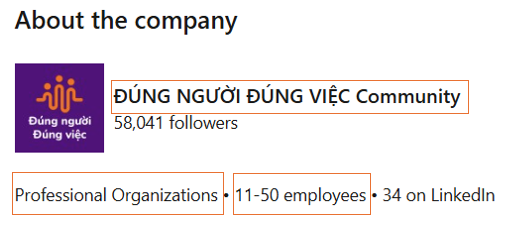 About the company
Đúng người
Đúng việc
ĐÚNG NGƯỜI ĐÚNG VIỆC Community
58,041 followers
Professional Organizations • 11-50 employees • 34 on LinkedIn